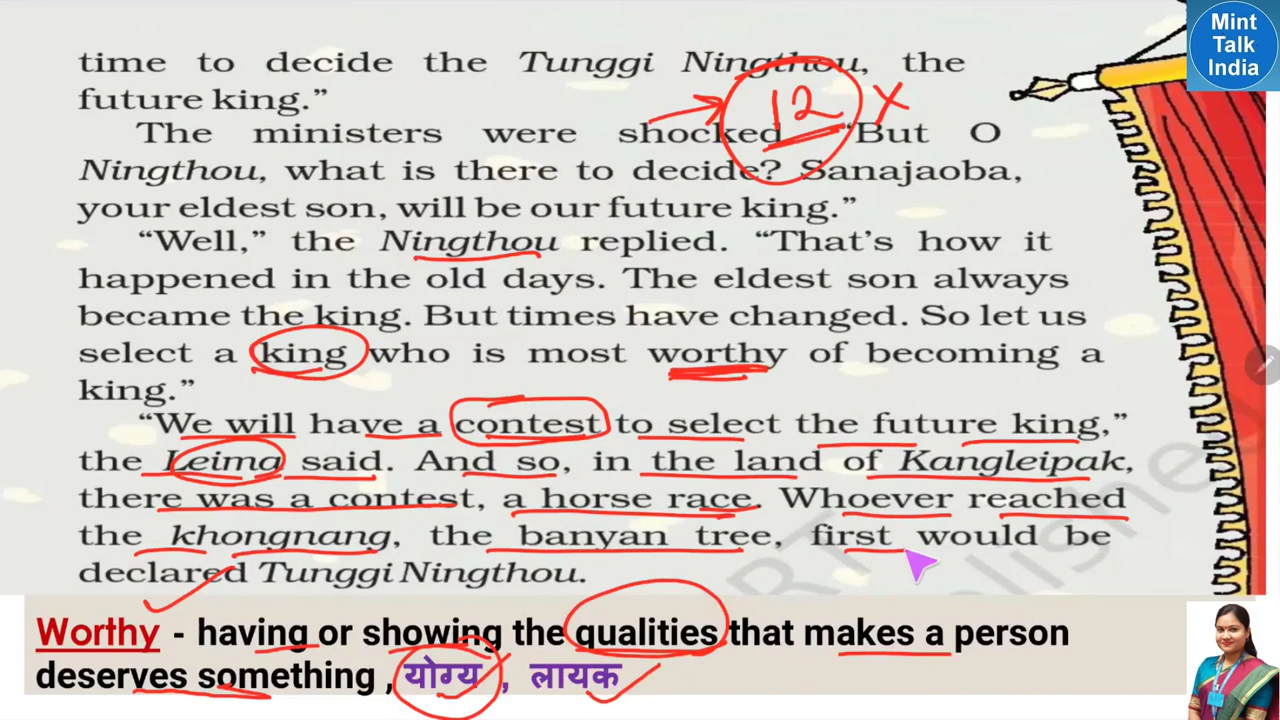 time to decide the Tunggi Ningthou, the
future king.”
12 X
The ministers were shocked. “But O
Ningthou, what is there to decide? Sanajaoba,
your eldest son, will be our future king.”
“Well,” the Ningthou replied. “That’s how it
happened in the old days. The eldest son always
became the king. But times have changed. So let us
select a king who is most worthy of becoming a
king.”
“We will have a contest to select the future king,”
the Leima said. And so, in the land of Kangleipak,
there was a contest, a horse race. Whoever reached
the khongnang, the banyan tree, first would be
declared Tunggi Ningthou.
Worthy - having or showing the qualities that makes a person
deserves something , योग्य , लायक
Mint
Talk
India